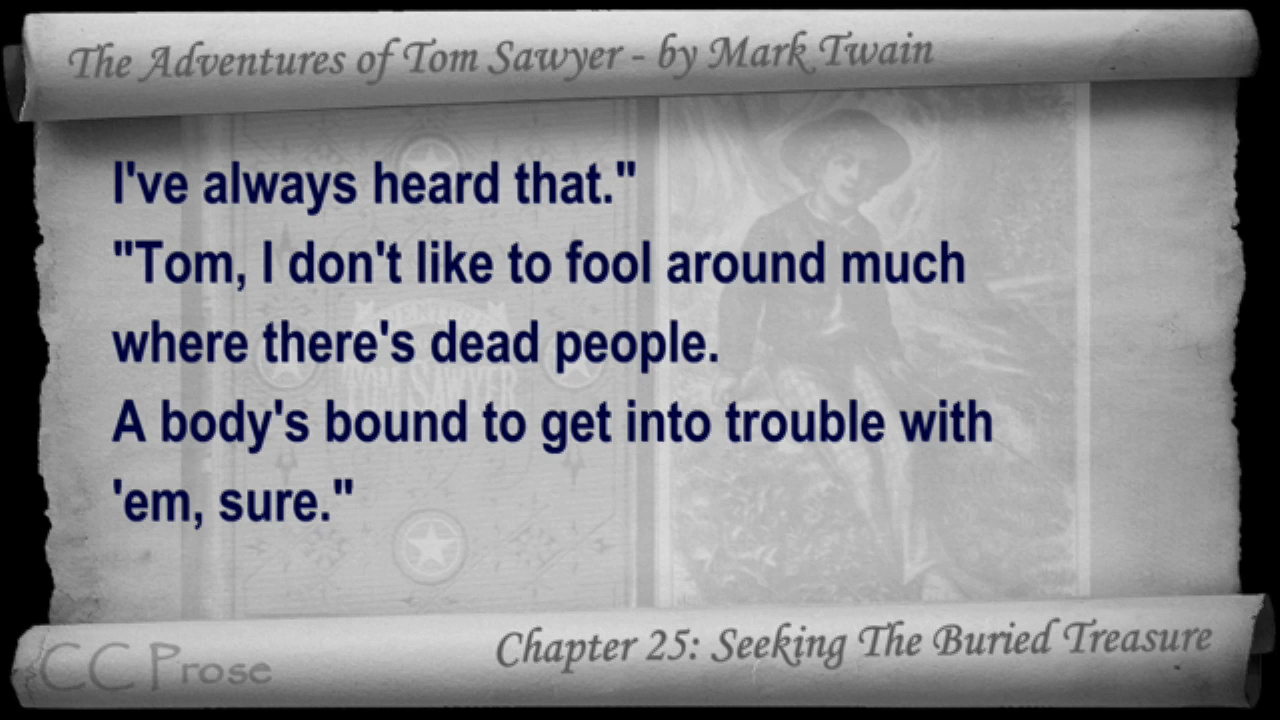 The Adventures of Tom Sawyer - by Mark Twain
I've always heard that."
"Tom, I don't like to fool around much
where there's dead people.
A body's bound to get into trouble with
'em, sure."
TOM SAWYER
Chapter 25: Seeking The Buried Treasure
CC Prose